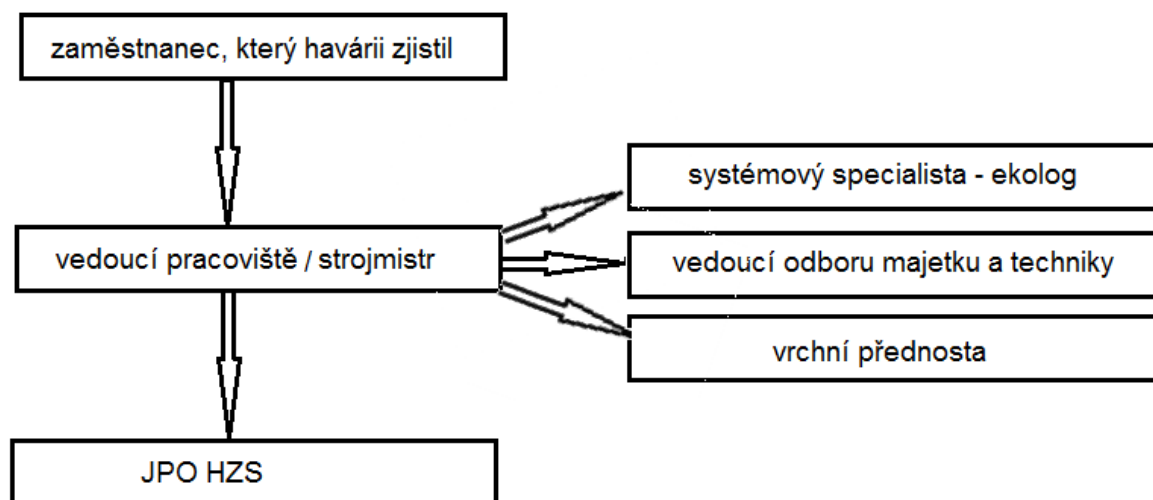 zaměstnanec, který havárii zjistil
systémový specialista - ekolog
vedoucí pracoviště / strojmistr
vedoucí odboru majetku a techniky
vrchní přednosta
JPO HZS